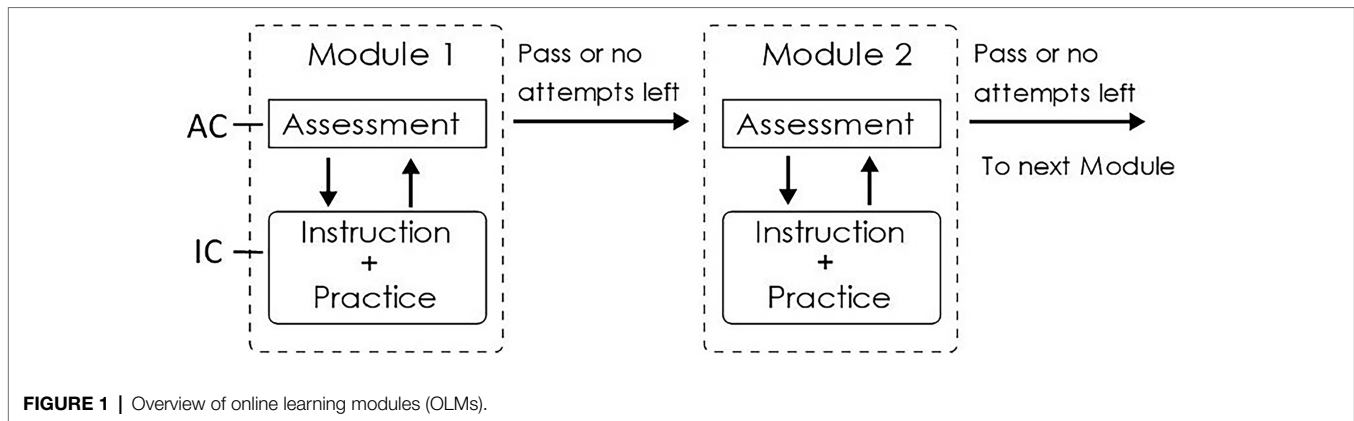 Module 1
Pass or no
attempts left
Module 2
Pass or no
attempts left
AC
Assessment
Assessment
To next Module
IC
Instruction
+
Practice
Instruction
+
Practice
FIGURE 1 | Overview of online learning modules (OLMs).